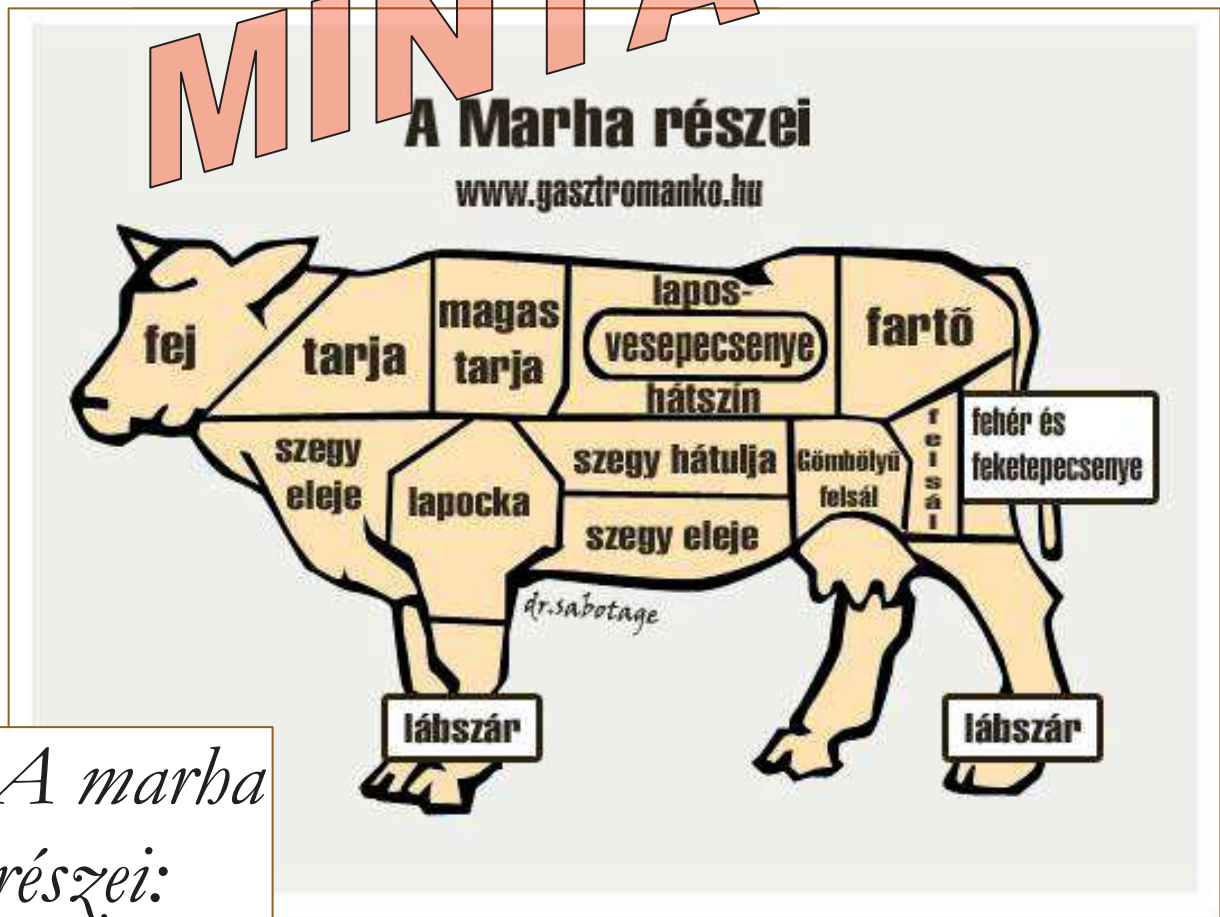 MINTA
A Marha részei
www.gasztromanko.hu
fej
tarja
magas
tarja
lapos-
vesepecsenye
hátszín
fartő
szegy
eleje
lapocka
szegy hátulja
szegy eleje
Gömbölyű
felsál
felsál
fehér és
feketepecsenye
dr.sabotage
lábszár
lábszár
A marha
részei: